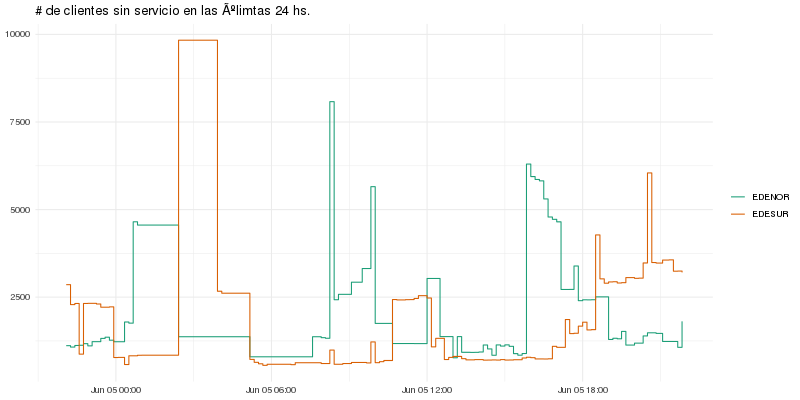 # de clientes sin servicio en las Ãºlimtas 24 hs.
10000
7500
5000
2500
Jun 05 00:00
Jun 05 06:00
Jun 05 12:00
Jun 05 18:00
EDENOR
EDESUR